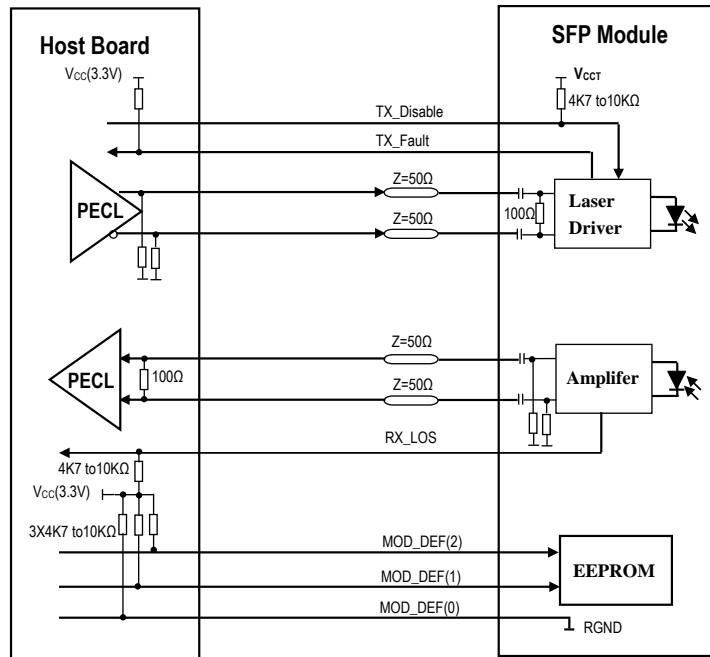 Host Board
SFP Module
VCC(3.3V)
VCCT
4K7 to10KΩ
TX_Disable
TX_Fault
PECL
Z=50Ω
Z=50Ω
100Ω
Laser
Driver
PECL
100Ω
Z=50Ω
Z=50Ω
Amplifer
RX_LOS
4K7 to10KΩ
VCC(3.3V)
3X4K7 to10KΩ
MOD_DEF(2)
MOD_DEF(1)
EEPROM
MOD_DEF(0)
RGND